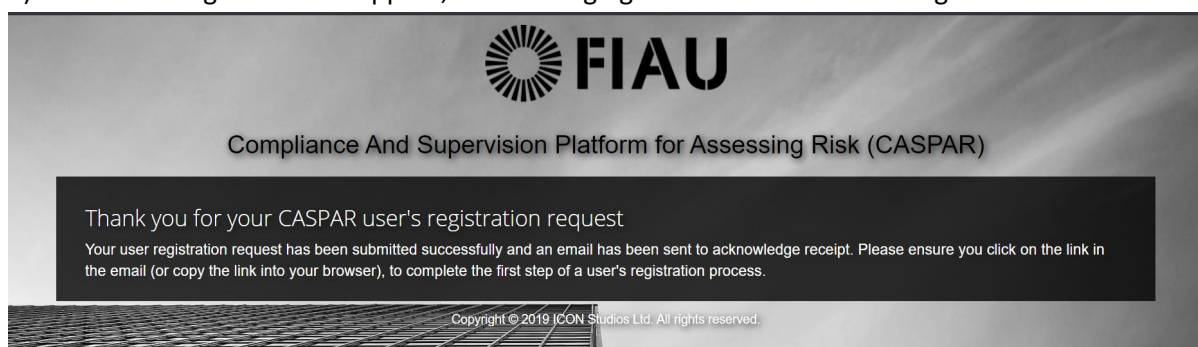 FIAU
Compliance And Supervision Platform for Assessing Risk (CASPAR)
Thank you for your CASPAR user's registration request
Your user registration request has been submitted successfully and an email has been sent to acknowledge receipt. Please ensure you click on the link in
the email (or copy the link into your browser), to complete the first step of a user's registration process.
Copyright © 2019 ICON Studios Ltd. All rights reserved.